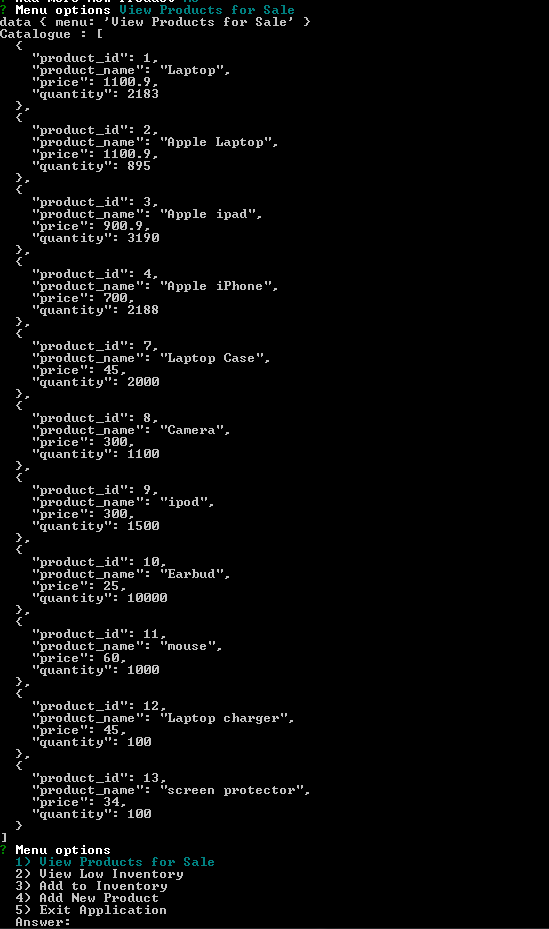 ? Menu options View Products for Sale
data { menu: 'View Products for Sale' }
Catalogue : [
  {
    "product_id": 1,
    "product_name": "Laptop",
    "price": 1100.9,
    "quantity": 2183
  },
  {
    "product_id": 2,
    "product_name": "Apple Laptop",
    "price": 1100.9,
    "quantity": 895
  },
  {
    "product_id": 3,
    "product_name": "Apple ipad",
    "price": 900.9,
    "quantity": 3190
  },
  {
    "product_id": 4,
    "product_name": "Apple iPhone",
    "price": 700,
    "quantity": 2188
  },
  {
    "product_id": 7,
    "product_name": "Laptop Case",
    "price": 45,
    "quantity": 2000
  },
  {
    "product_id": 8,
    "product_name": "Camera",
    "price": 300,
    "quantity": 1100
  },
  {
    "product_id": 9,
    "product_name": "ipod",
    "price": 300,
    "quantity": 1500
  },
  {
    "product_id": 10,
    "product_name": "Earbud",
    "price": 25,
    "quantity": 10000
  },
  {
    "product_id": 11,
    "product_name": "mouse",
    "price": 60,
    "quantity": 1000
  },
  {
    "product_id": 12,
    "product_name": "Laptop charger",
    "price": 45,
    "quantity": 100
  },
  {
    "product_id": 13,
    "product_name": "screen protector",
    "price": 34,
    "quantity": 100
  }
]
? Menu options
  1) View Products for Sale
  2) View Low Inventory
  3) Add to Inventory
  4) Add New Product
  5) Exit Application
  Answer: